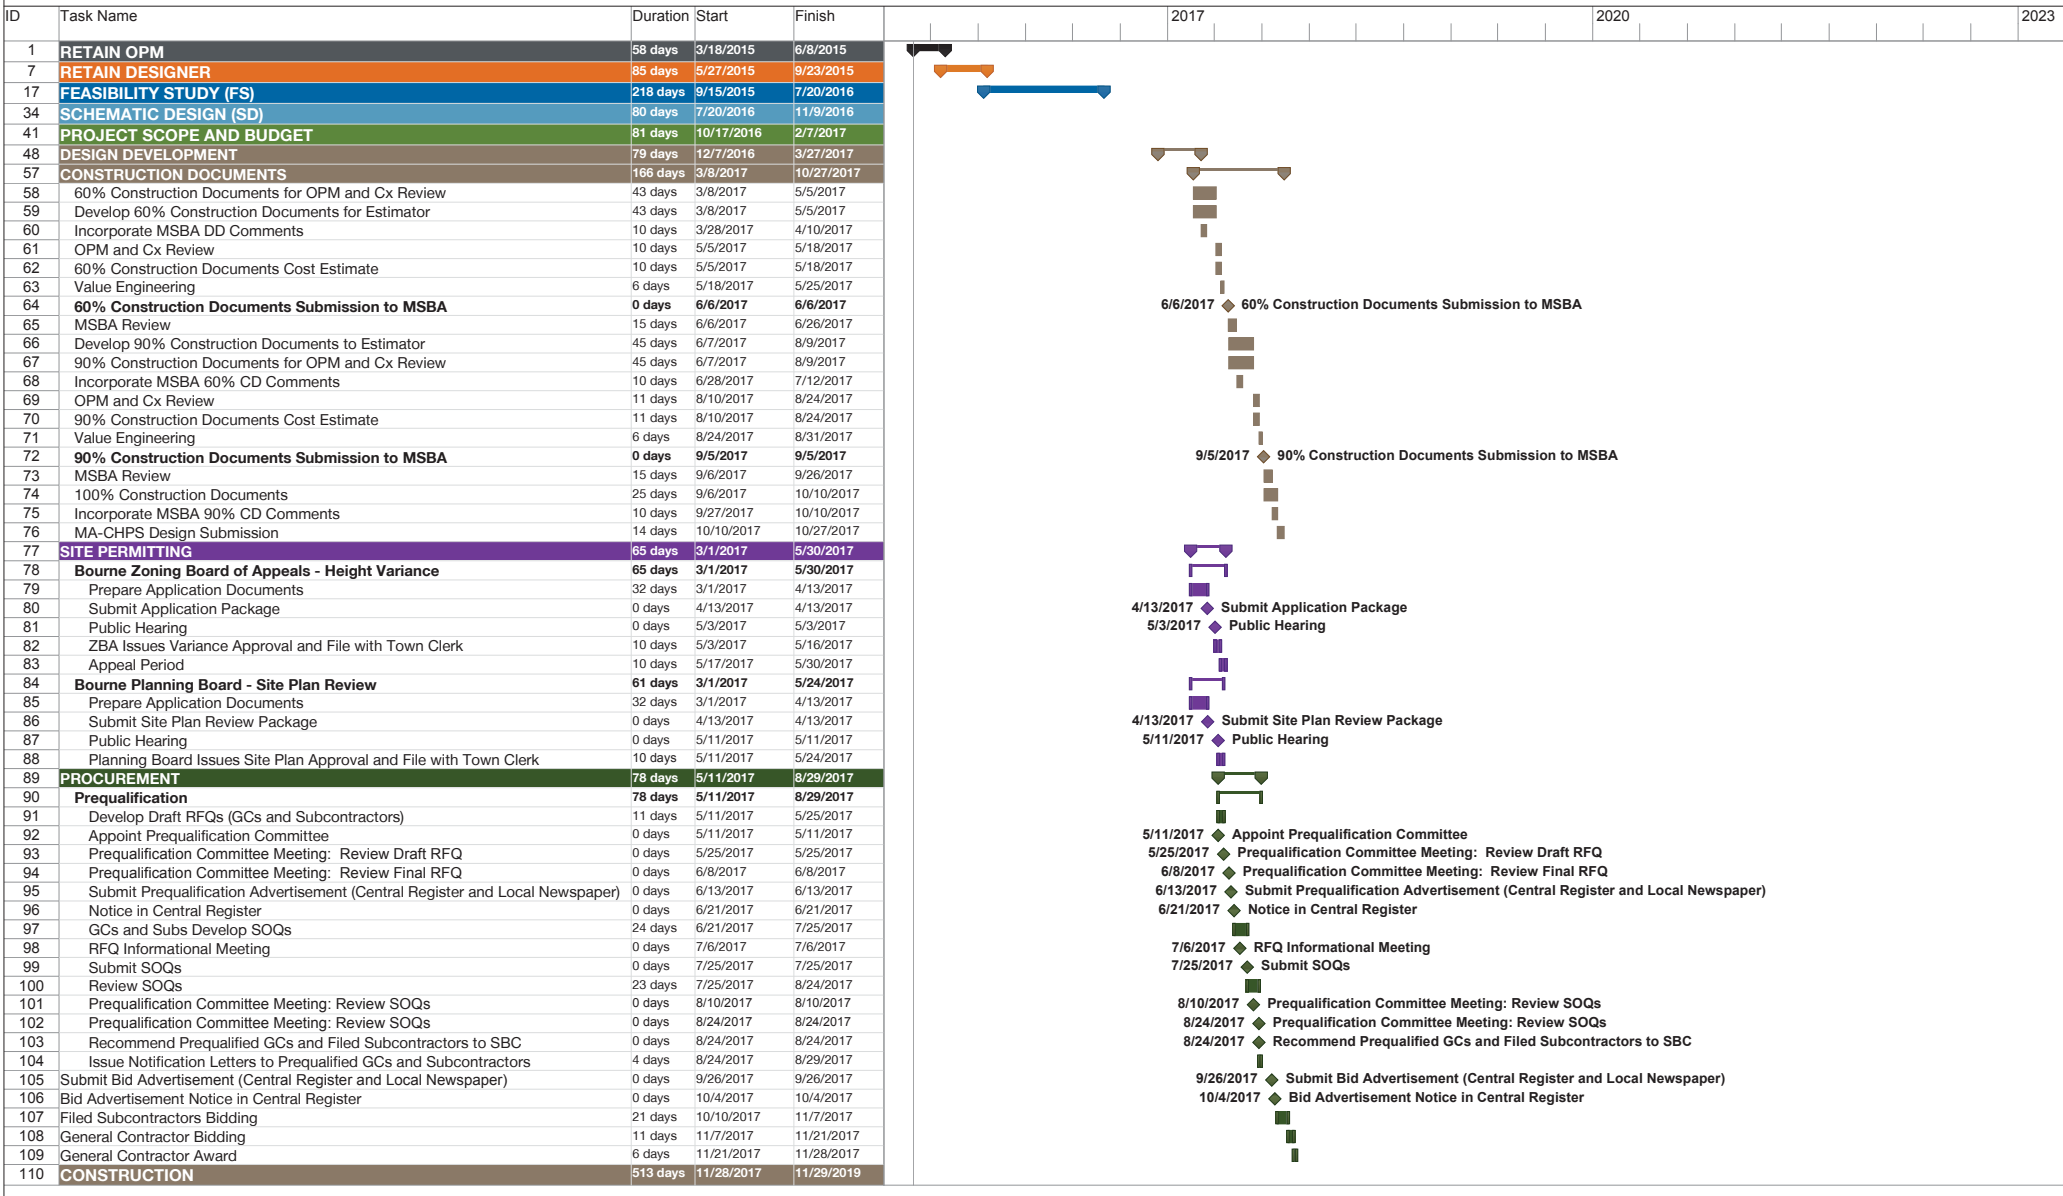 ID Task Name Duration Start Finish 2017 2020 2023
1 RETAIN OPM 58 days 3/18/2015 6/8/2015
7 RETAIN DESIGNER 85 days 5/27/2015 9/23/2015
17 FEASIBILITY STUDY (FS) 218 days 9/15/2015 7/20/2016
34 SCHEMATIC DESIGN (SD) 80 days 7/20/2016 11/9/2016
41 PROJECT SCOPE AND BUDGET 81 days 10/17/2016 2/7/2017
48 DESIGN DEVELOPMENT 79 days 12/7/2016 3/27/2017
57 CONSTRUCTION DOCUMENTS 166 days 3/8/2017 10/27/2017
58 60% Construction Documents for OPM and Cx Review 43 days 3/8/2017 5/5/2017
59 Develop 60% Construction Documents for Estimator 43 days 3/8/2017 5/5/2017
60 Incorporate MSBA DD Comments 10 days 3/28/2017 4/10/2017
61 OPM and Cx Review 10 days 5/5/2017 5/18/2017
62 60% Construction Documents Cost Estimate 10 days 5/5/2017 5/18/2017
63 Value Engineering 6 days 5/18/2017 5/25/2017
64 60% Construction Documents Submission to MSBA 0 days 6/6/2017 6/6/2017 6/6/2017 60% Construction Documents Submission to MSBA
65 MSBA Review 15 days 6/6/2017 6/26/2017
66 Develop 90% Construction Documents to Estimator 45 days 6/7/2017 8/9/2017
67 90% Construction Documents for OPM and Cx Review 45 days 6/7/2017 8/9/2017
68 Incorporate MSBA 60% CD Comments 10 days 6/28/2017 7/12/2017
69 OPM and Cx Review 11 days 8/10/2017 8/24/2017
70 90% Construction Documents Cost Estimate 11 days 8/10/2017 8/24/2017
71 Value Engineering 6 days 8/24/2017 8/31/2017
72 90% Construction Documents Submission to MSBA 0 days 9/5/2017 9/5/2017 9/5/2017 90% Construction Documents Submission to MSBA
73 MSBA Review 15 days 9/6/2017 9/26/2017
74 100% Construction Documents 25 days 9/6/2017 10/10/2017
75 Incorporate MSBA 90% CD Comments 10 days 9/27/2017 10/10/2017
76 MA-CHPS Design Submission 14 days 10/10/2017 10/27/2017
77 SITE PERMITTING 65 days 3/1/2017 5/30/2017
78 Bourne Zoning Board of Appeals - Height Variance 65 days 3/1/2017 5/30/2017
79 Prepare Application Documents 32 days 3/1/2017 4/13/2017
80 Submit Application Package 0 days 4/13/2017 4/13/2017 4/13/2017 Submit Application Package
81 Public Hearing 0 days 5/3/2017 5/3/2017 5/3/2017 Public Hearing
82 ZBA Issues Variance Approval and File with Town Clerk 10 days 5/3/2017 5/16/2017
83 Appeal Period 10 days 5/17/2017 5/30/2017
84 Bourne Planning Board - Site Plan Review 61 days 3/1/2017 5/24/2017
85 Prepare Application Documents 32 days 3/1/2017 4/13/2017
86 Submit Site Plan Review Package 0 days 4/13/2017 4/13/2017 4/13/2017 Submit Site Plan Review Package
87 Public Hearing 0 days 5/11/2017 5/11/2017 5/11/2017 Public Hearing
88 Planning Board Issues Site Plan Approval and File with Town Clerk 10 days 5/11/2017 5/24/2017
89 PROCUREMENT 78 days 5/11/2017 8/29/2017
90 Prequalification 78 days 5/11/2017 8/29/2017
91 Develop Draft RFQs (GCs and Subcontractors) 11 days 5/11/2017 5/25/2017
92 Appoint Prequalification Committee 0 days 5/11/2017 5/11/2017 5/11/2017 Appoint Prequalification Committee
93 Prequalification Committee Meeting: Review Draft RFQ 0 days 5/25/2017 5/25/2017 5/25/2017 Prequalification Committee Meeting: Review Draft RFQ
94 Prequalification Committee Meeting: Review Final RFQ 0 days 6/8/2017 6/8/2017 6/8/2017 Prequalification Committee Meeting: Review Final RFQ
95 Submit Prequalification Advertisement (Central Register and Local Newspaper) 0 days 6/13/2017 6/13/2017 6/13/2017 Submit Prequalification Advertisement (Central Register and Local Newspaper)
96 Notice in Central Register 0 days 6/21/2017 6/21/2017 6/21/2017 Notice in Central Register
97 GCs and Subs Develop SOQs 24 days 6/21/2017 7/25/2017
98 RFQ Informational Meeting 0 days 7/6/2017 7/6/2017 7/6/2017 RFQ Informational Meeting
99 Submit SOQs 0 days 7/25/2017 7/25/2017 7/25/2017 Submit SOQs
100 Review SOQs 23 days 7/25/2017 8/24/2017
101 Prequalification Committee Meeting: Review SOQs 0 days 8/10/2017 8/10/2017 8/10/2017 Prequalification Committee Meeting: Review SOQs
102 Prequalification Committee Meeting: Review SOQs 0 days 8/24/2017 8/24/2017 8/24/2017 Prequalification Committee Meeting: Review SOQs
103 Recommend Prequalified GCs and Filed Subcontractors to SBC 0 days 8/24/2017 8/24/2017 8/24/2017 Recommend Prequalified GCs and Filed Subcontractors to SBC
104 Issue Notification Letters to Prequalified GCs and Subcontractors 4 days 8/24/2017 8/29/2017
105 Submit Bid Advertisement (Central Register and Local Newspaper) 0 days 9/26/2017 9/26/2017 9/26/2017 Submit Bid Advertisement (Central Register and Local Newspaper)
106 Bid Advertisement Notice in Central Register 0 days 10/4/2017 10/4/2017 10/4/2017 Bid Advertisement Notice in Central Register
107 Filed Subcontractors Bidding 21 days 10/10/2017 11/7/2017
108 General Contractor Bidding 11 days 11/7/2017 11/21/2017
109 General Contractor Award 6 days 11/21/2017 11/28/2017
110 CONSTRUCTION 513 days 11/28/2017 11/29/2019